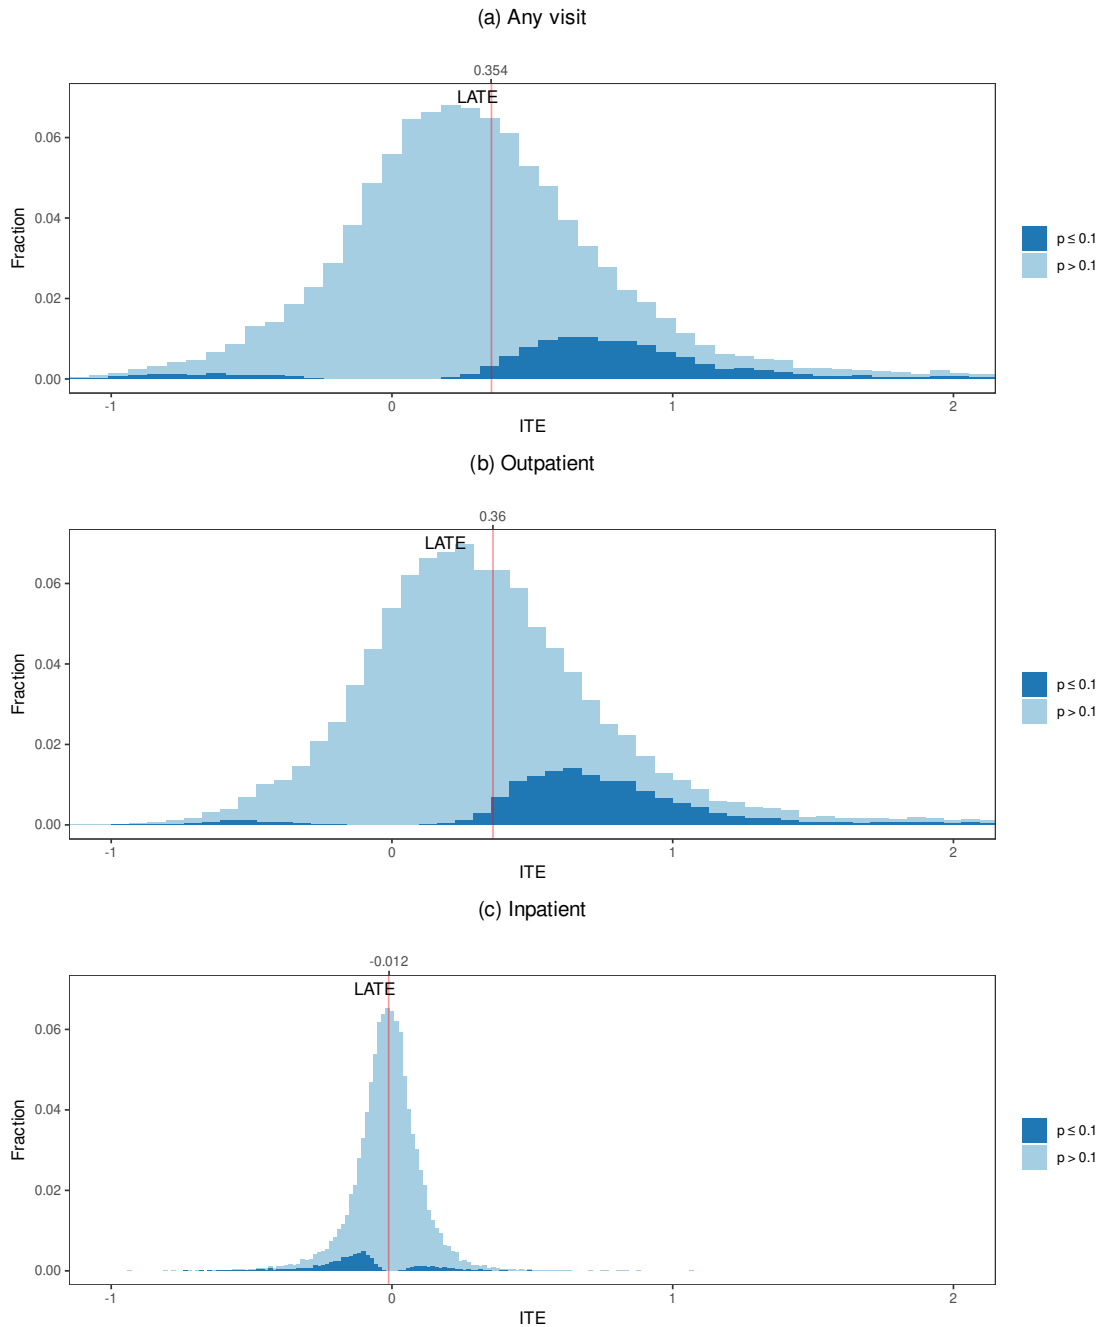 (a) Any visit
0.354
LATE
0.06
0.04
0.02
0.00
Fraction
-1 0 1 2
ITE
p ≤ 0.1
p > 0.1
(b) Outpatient
0.36
LATE
0.06
0.04
0.02
0.00
Fraction
-1 0 1 2
ITE
p ≤ 0.1
p > 0.1
(c) Inpatient
-0.012
LATE
0.06
0.04
0.02
0.00
Fraction
-1 0 1 2
ITE
p ≤ 0.1
p > 0.1